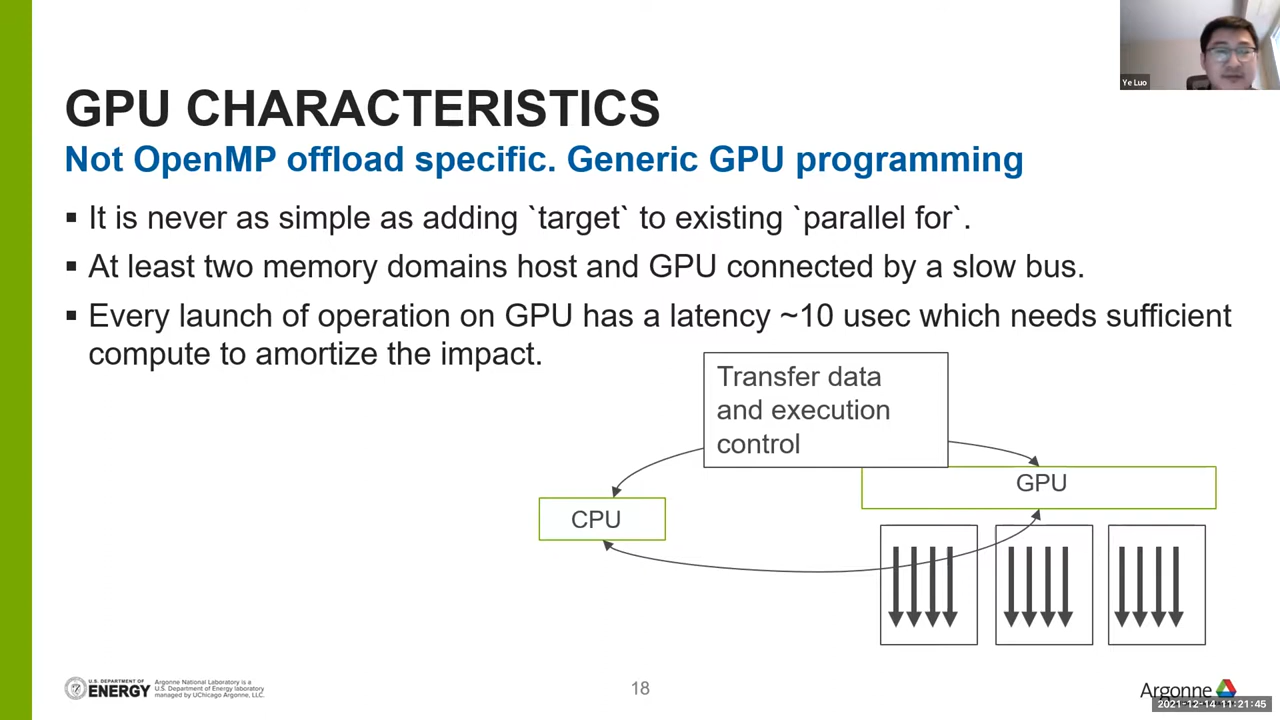 Ye Luo
GPU CHARACTERISTICS
Not OpenMP offload specific. Generic GPU programming
▪ It is never as simple as adding `target` to existing `parallel for`.
▪ At least two memory domains host and GPU connected by a slow bus.
▪ Every launch of operation on GPU has a latency ~10 usec which needs sufficient
compute to amortize the impact.
Transfer data
and execution
control
GPU
CPU
U.S. DEPARTMENT OF
ENERGY
Argonne National Laboratory is a
U.S. Department of Energy laboratory
managed by UChicago Argonne, LLC.
18
Argonne
2021-12-14 11:21:45